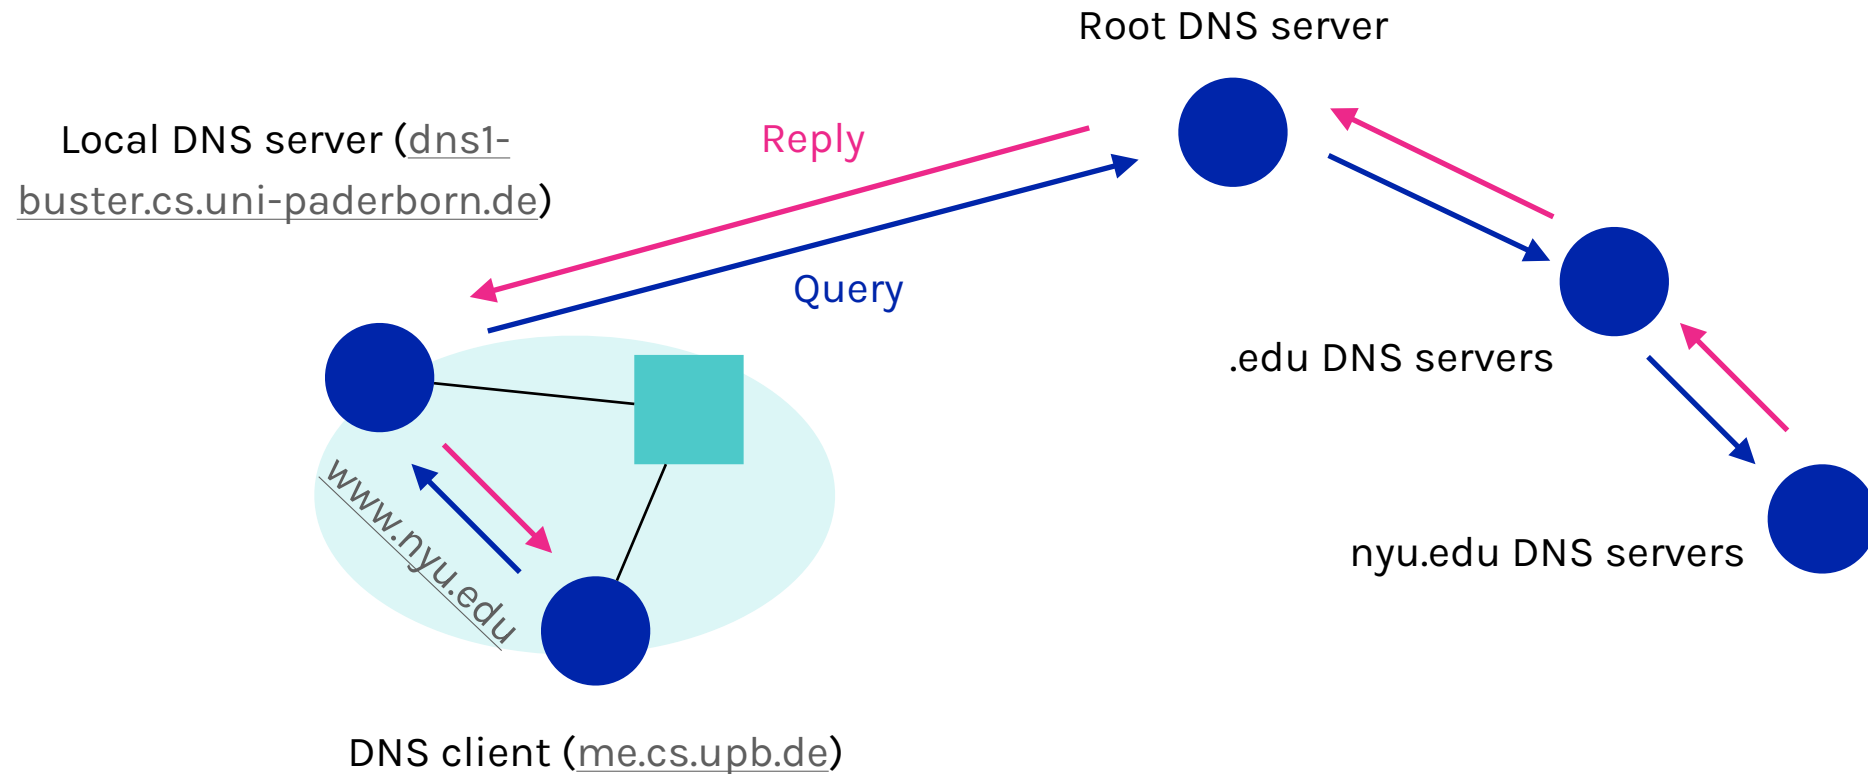 Root DNS server
Local DNS server (dns1-
buster.cs.uni-paderborn.de)
Reply
Query
.edu DNS servers
www.nyu.edu
nyu.edu DNS servers
DNS client (me.cs.upb.de)